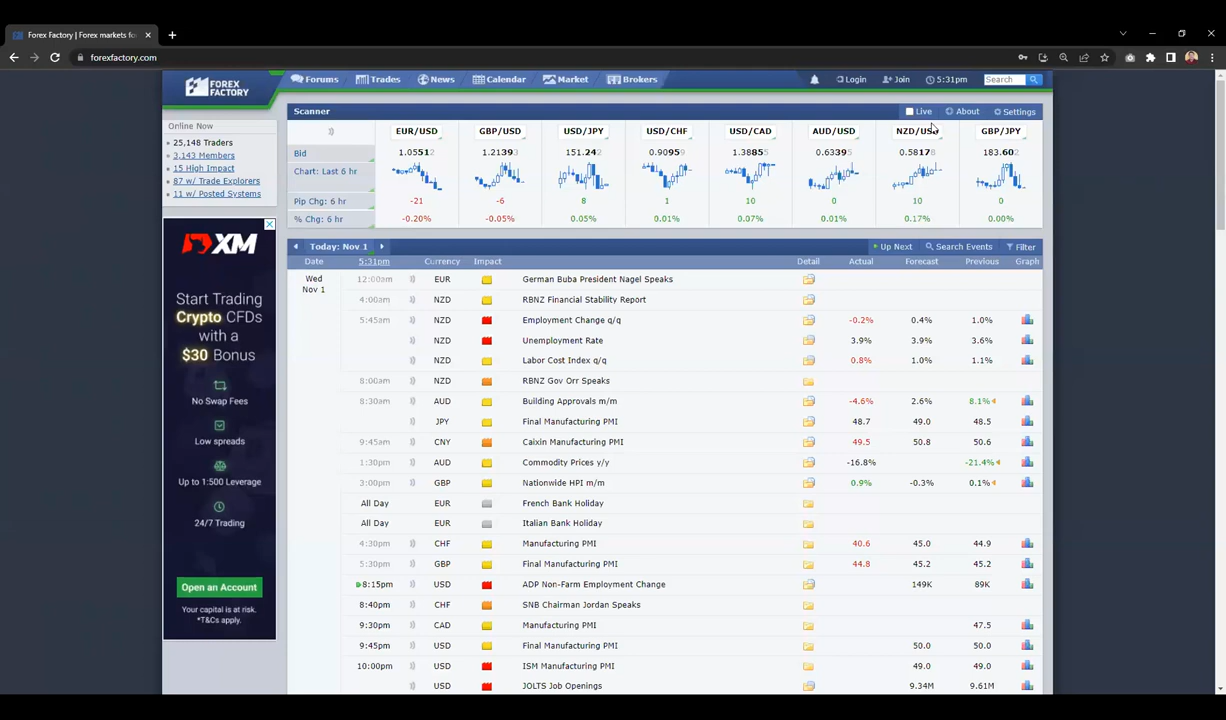 Forex Factory | Forex markets fo
forexfactory.com
FOREX FACTORY
Forums Trades News Calendar Market Brokers Login Join 5:31pm Search
Online Now
25,148 Traders
3,143 Members
15 High Impact
87 w/ Trade Explorers
11 w/ Posted Systems
XM
Start Trading
Crypto CFDs
with a
$30 Bonus
No Swap Fees
Low spreads
Up to 1:500 Leverage
24/7 Trading
Open an Account
Your capital is at risk.
*T&Cs apply.
Scanner Live About Settings
EUR/USD GBP/USD USD/JPY USD/CHF USD/CAD AUD/USD NZD/USD GBP/JPY
Bid 1.05512 1.21393 151.242 0.90959 1.38855 0.63395 0.58178 183.602
Chart: Last 6 hr
Pip Chg: 6 hr -21 -6 8 1 10 0 10 0
% Chg: 6 hr -0.20% -0.05% 0.05% 0.01% 0.07% 0.01% 0.17% 0.00%
Today: Nov 1 Up Next Search Events Filter
Date 5:31pm Currency Impact Detail Actual Forecast Previous Graph
Wed 12:00am EUR German Buba President Nagel Speaks
Nov 1
4:00am NZD RBNZ Financial Stability Report
5:45am NZD Employment Change q/q -0.2% 0.4% 1.0%
NZD Unemployment Rate 3.9% 3.9% 3.6%
NZD Labor Cost Index q/q 0.8% 1.0% 1.1%
8:00am NZD RBNZ Gov Orr Speaks
8:30am AUD Building Approvals m/m -4.6% 2.6% 8.1%
JPY Final Manufacturing PMI 48.7 49.0 48.5
9:45am CNY Caixin Manufacturing PMI 49.5 50.8 50.6
1:30pm AUD Commodity Prices y/y -16.8% -21.4%
3:00pm GBP Nationwide HPI m/m 0.9% -0.3% 0.1%
All Day EUR French Bank Holiday
All Day EUR Italian Bank Holiday
4:30pm CHF Manufacturing PMI 40.6 45.0 44.9
5:30pm GBP Final Manufacturing PMI 44.8 45.2 45.2
8:15pm USD ADP Non-Farm Employment Change 149K 89K
8:40pm CHF SNB Chairman Jordan Speaks
9:30pm CAD Manufacturing PMI 47.5
9:45pm USD Final Manufacturing PMI 50.0 50.0
10:00pm USD ISM Manufacturing PMI 49.0 49.0
USD JOLTS Job Openings 9.34M 9.61M